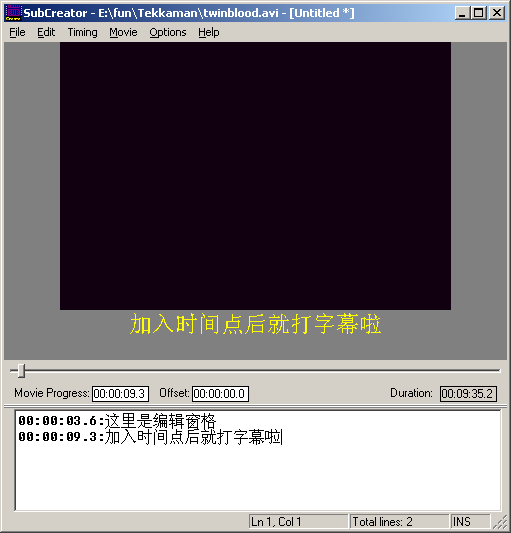 SubCreator - E:\fun\Tekkaman\twinblood.avi - [Untitled *]
File Edit Timing Movie Options Help
加入时间点后就打字幕啦
Movie Progress: 00:00:09.3 Offset: 00:00:00.0 Duration: 00:09:35.2
00:00:03.6:这里是编辑窗格
00:00:09.3:加入时间点后就打字幕啦
Ln 1, Col 1 Total lines: 2 INS